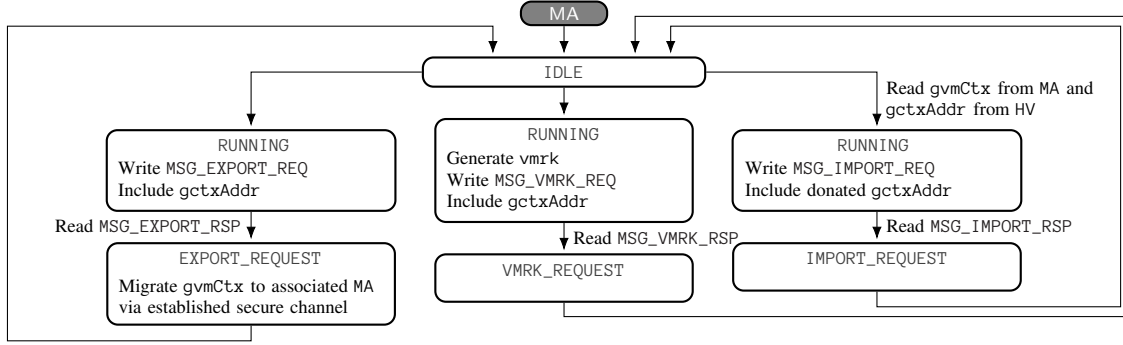 MA
IDLE
Read gvmCtx from MA and
gctxAddr from HV
RUNNING
Write MSG_EXPORT_REQ
Include gctxAddr
RUNNING
Generate vmrk
Write MSG_VMRK_REQ
Include gctxAddr
RUNNING
Write MSG_IMPORT_REQ
Include donated gctxAddr
Read MSG_EXPORT_RSP
Read MSG_VMRK_RSP
Read MSG_IMPORT_RSP
EXPORT_REQUEST
Migrate gvmCtx to associated MA
via established secure channel
VMRK_REQUEST
IMPORT_REQUEST